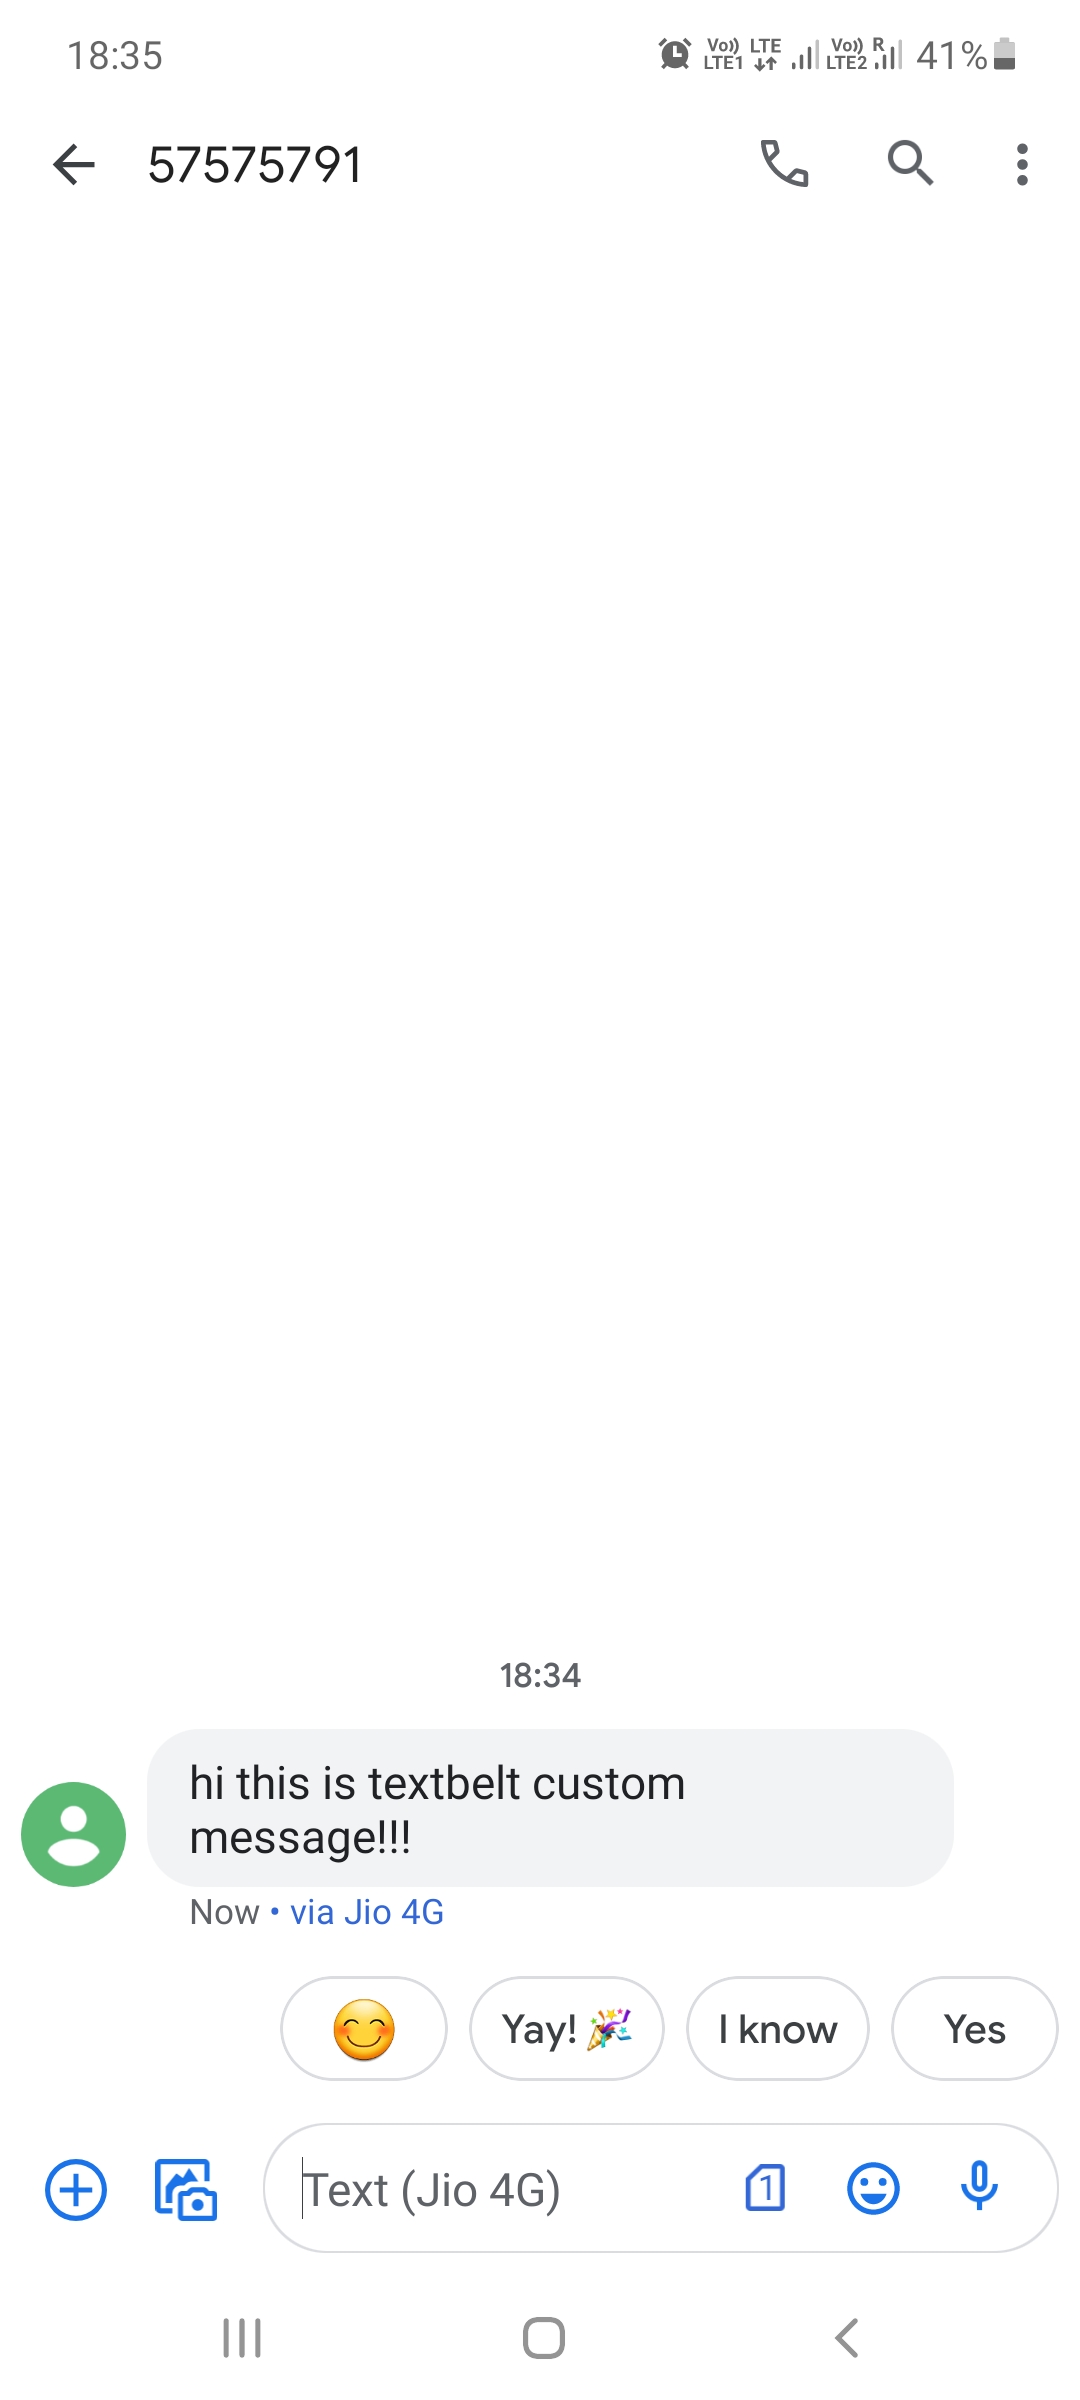 18:35
Vo)) LTE1 LTE Vo)) LTE2 R 41%
57575791
18:34
hi this is textbelt custom
message!!!
Now • via Jio 4G
😊 Yay! 🎉 I know Yes
Text (Jio 4G) 1